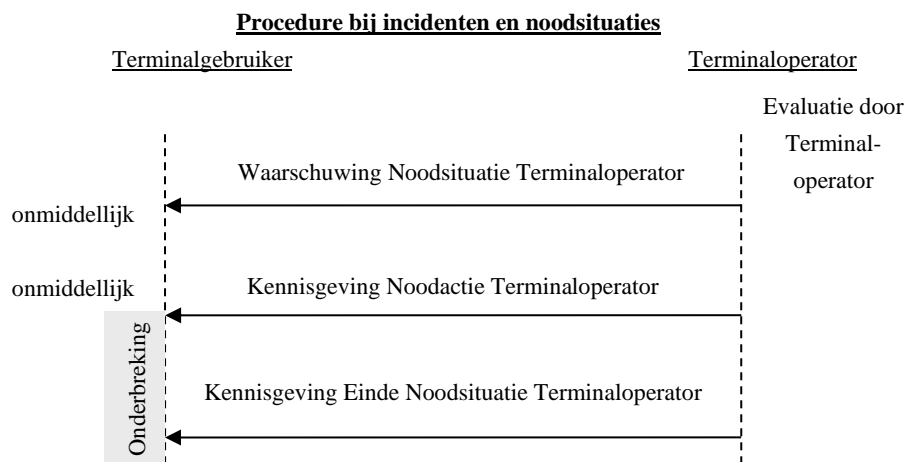 Procedure bij incidenten en noodsituaties
Terminalgebruiker
Terminaloperator
Evaluatie door
Terminal-
operator
Waarschuwing Noodsituatie Terminaloperator
onmiddellijk
onmiddellijk
Kennisgeving Noodactie Terminaloperator
Onderbreking
Kennisgeving Einde Noodsituatie Terminaloperator